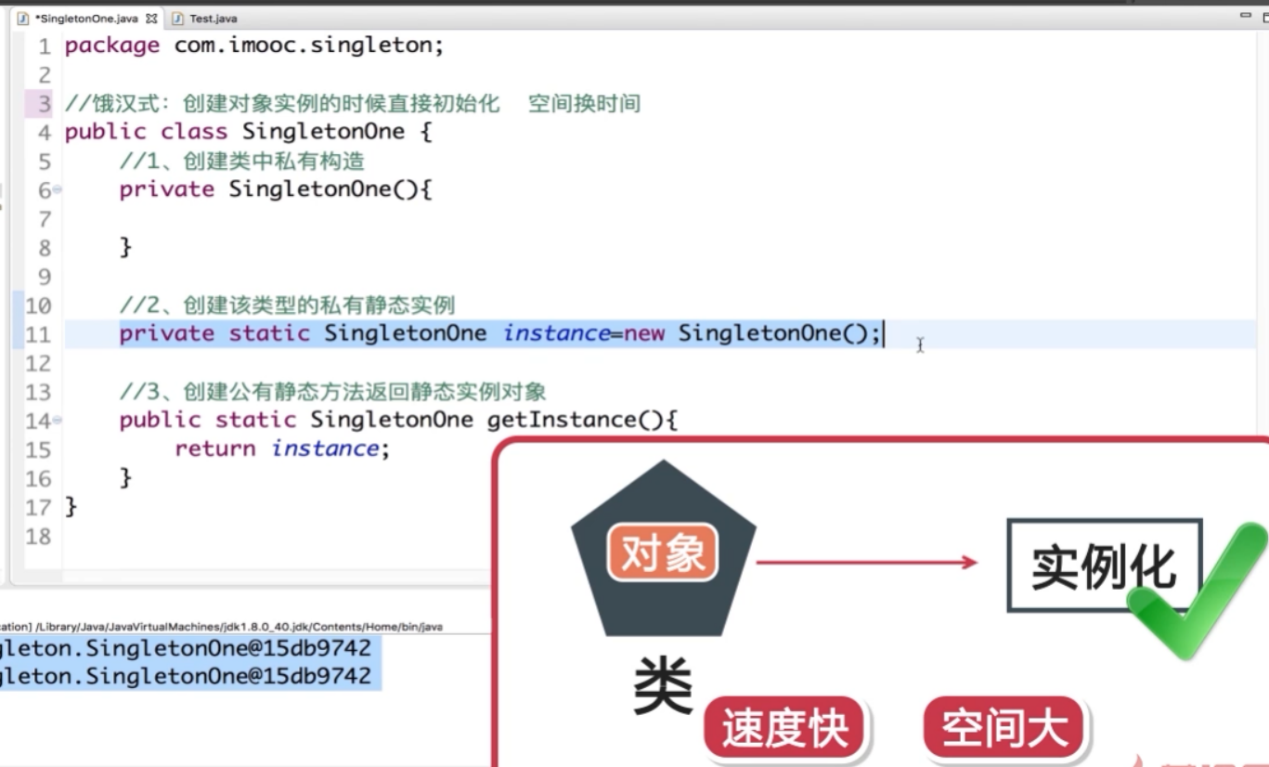 *SingletonOne.java Test.java
1 package com.imooc.singleton;
2
3 //饿汉式：创建对象实例的时候直接初始化 空间换时间
4 public class SingletonOne {
5 //1、创建类中私有构造
6 private SingletonOne(){
7
8 }
9
10 //2、创建该类型的私有静态实例
11 private static SingletonOne instance=new SingletonOne();
12
13 //3、创建公有静态方法返回静态实例对象
14 public static SingletonOne getInstance(){
15 return instance;
16 }
17 }
18
对象
实例化
类
速度快 空间大
cation] /Library/Java/JavaVirtualMachines/jdk1.8.0_40.jdk/Contents/Home/bin/java
gleton.SingletonOne@15db9742
gleton.SingletonOne@15db9742